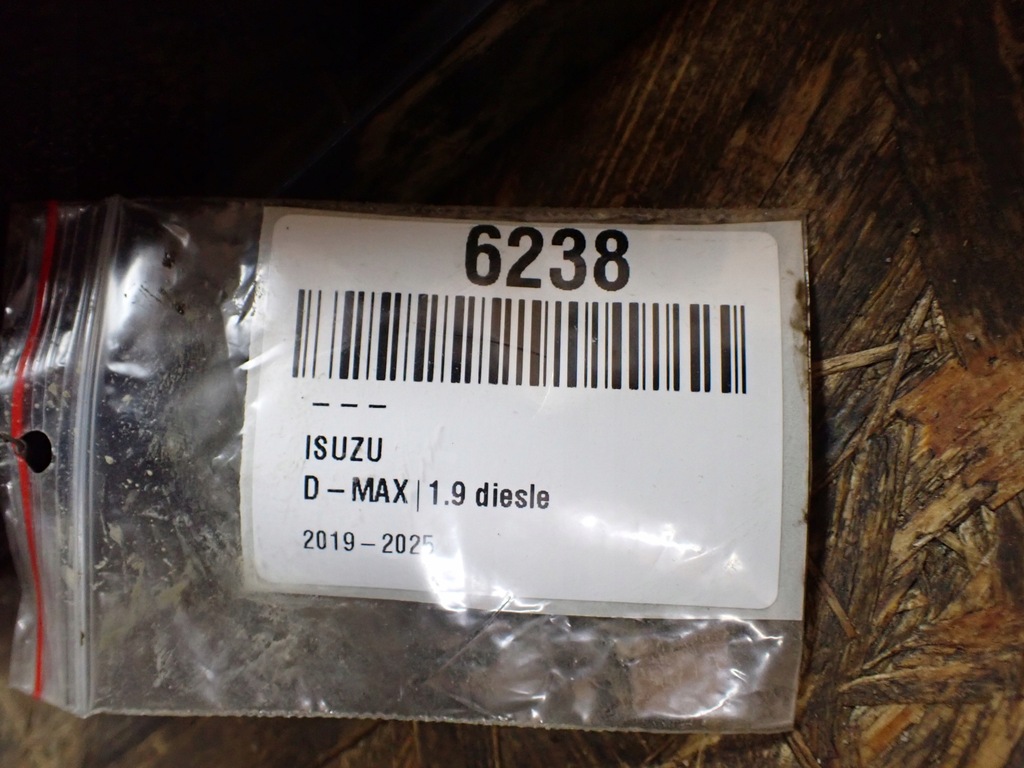 6238
– – –
ISUZU
D – MAX | 1.9 diesle
2019 – 2025